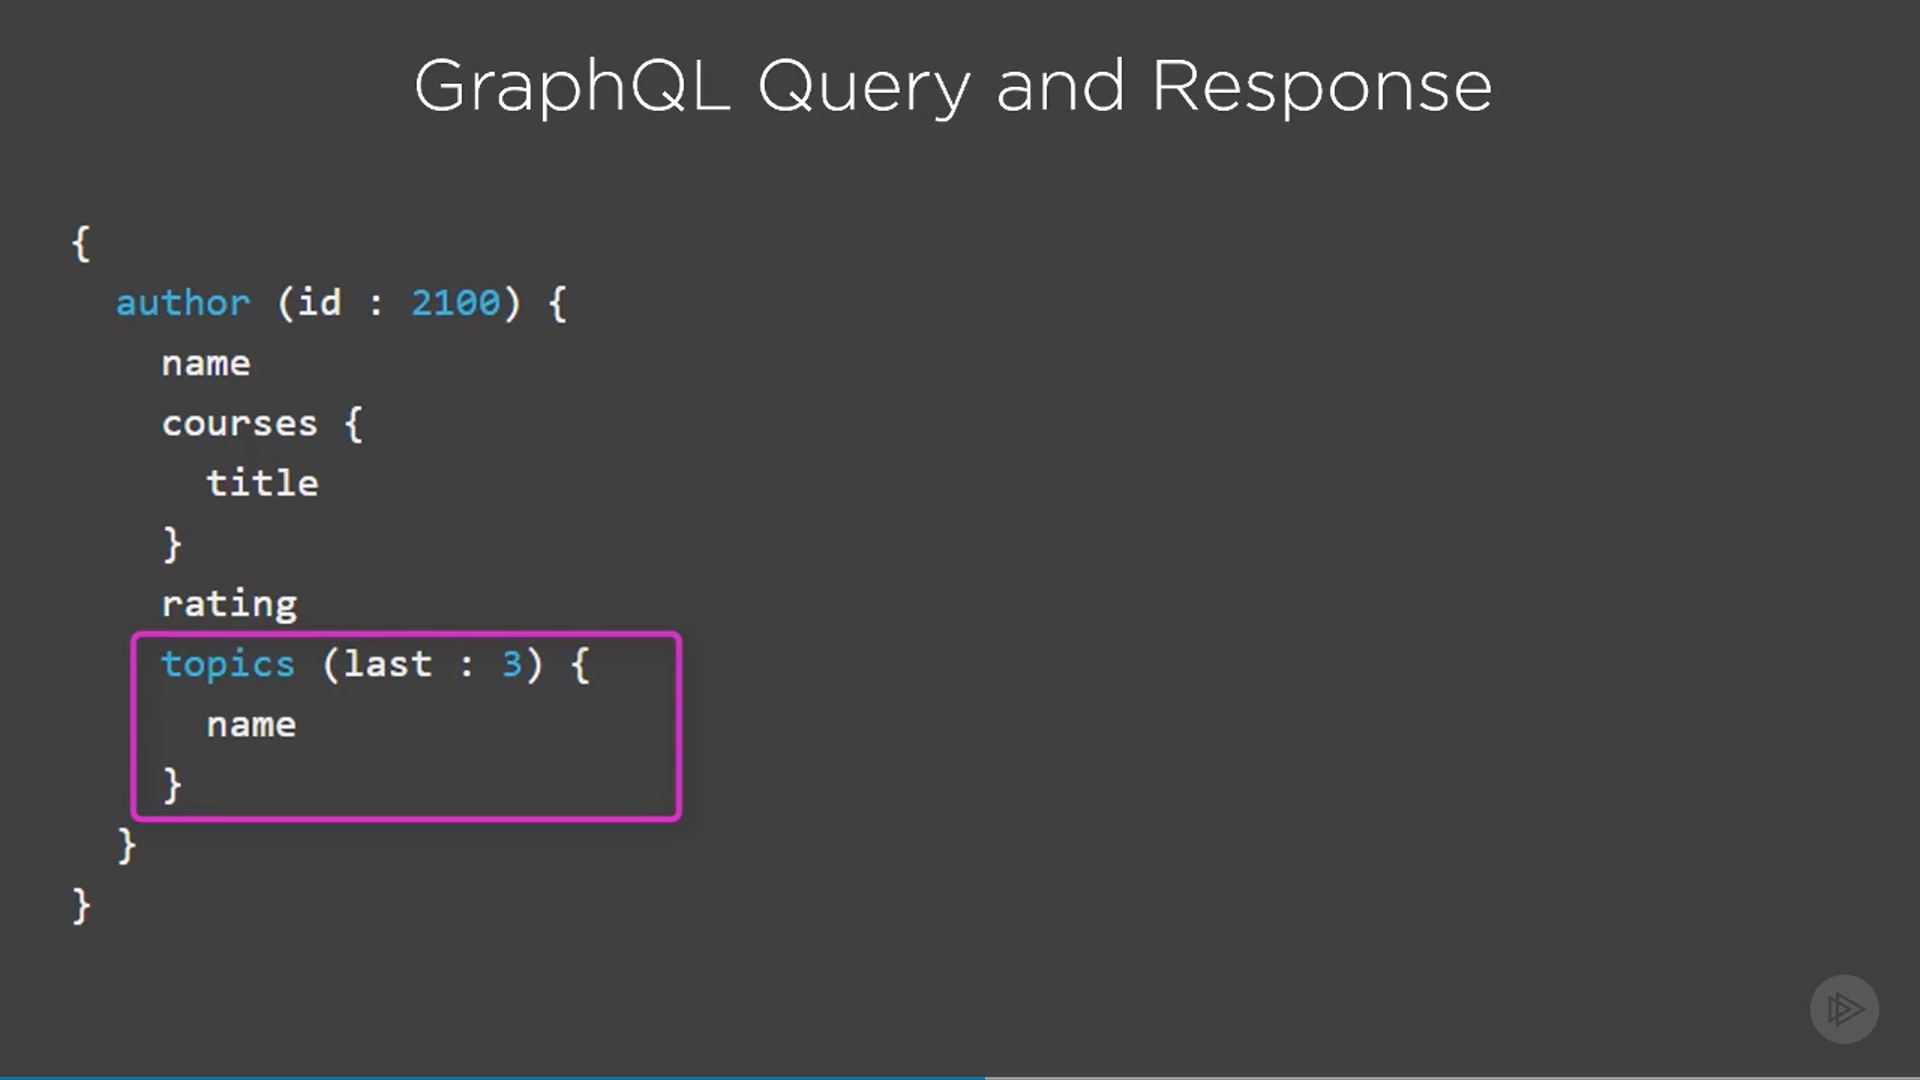 GraphQL Query and Response
{
author (id : 2100) {
name
courses {
title
}
rating
topics (last : 3) {
name
}
}
}